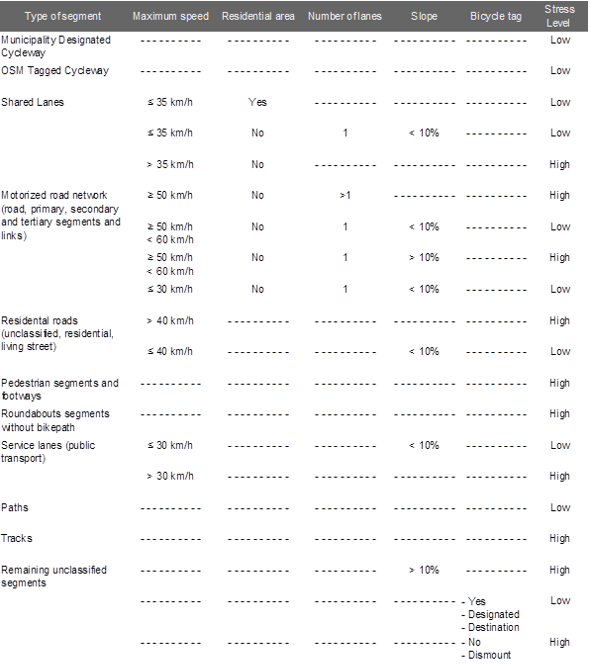 Type of segment Maximum speed Residential area Number of lanes Slope Bicycle tag Stress Level
Municipality Designated Cycleway ---------- ---------- ---------- ---------- ---------- Low
OSM Tagged Cycleway ---------- ---------- ---------- ---------- ---------- Low
Shared Lanes ≤ 35 km/h Yes ---------- ---------- ---------- Low
≤ 35 km/h No 1 < 10% ---------- Low
> 35 km/h No ---------- ---------- ---------- High
Motorized road network (road, primary, secondary and tertiary segments and links) ≥ 50 km/h No >1 ---------- ---------- High
≥ 50 km/h < 60 km/h No 1 < 10% ---------- Low
≥ 50 km/h < 60 km/h No 1 > 10% ---------- High
≤ 30 km/h No 1 < 10% ---------- Low
Residental roads (unclassified, residential, living street) > 40 km/h ---------- ---------- ---------- ---------- High
≤ 40 km/h ---------- ---------- < 10% ---------- Low
Pedestrian segments and footways ---------- ---------- ---------- ---------- ---------- High
Roundabouts segments without bikepath ---------- ---------- ---------- ---------- ---------- High
Service lanes (public transport) ≤ 30 km/h ---------- ---------- < 10% ---------- Low
> 30 km/h ---------- ---------- ---------- ---------- High
Paths ---------- ---------- ---------- ---------- ---------- Low
Tracks ---------- ---------- ---------- ---------- ---------- High
Remaining unclassified segments ---------- ---------- ---------- > 10% ---------- High
---------- ---------- ---------- ---------- - Yes - Designated - Destination Low
---------- ---------- ---------- ---------- - No - Dismount High